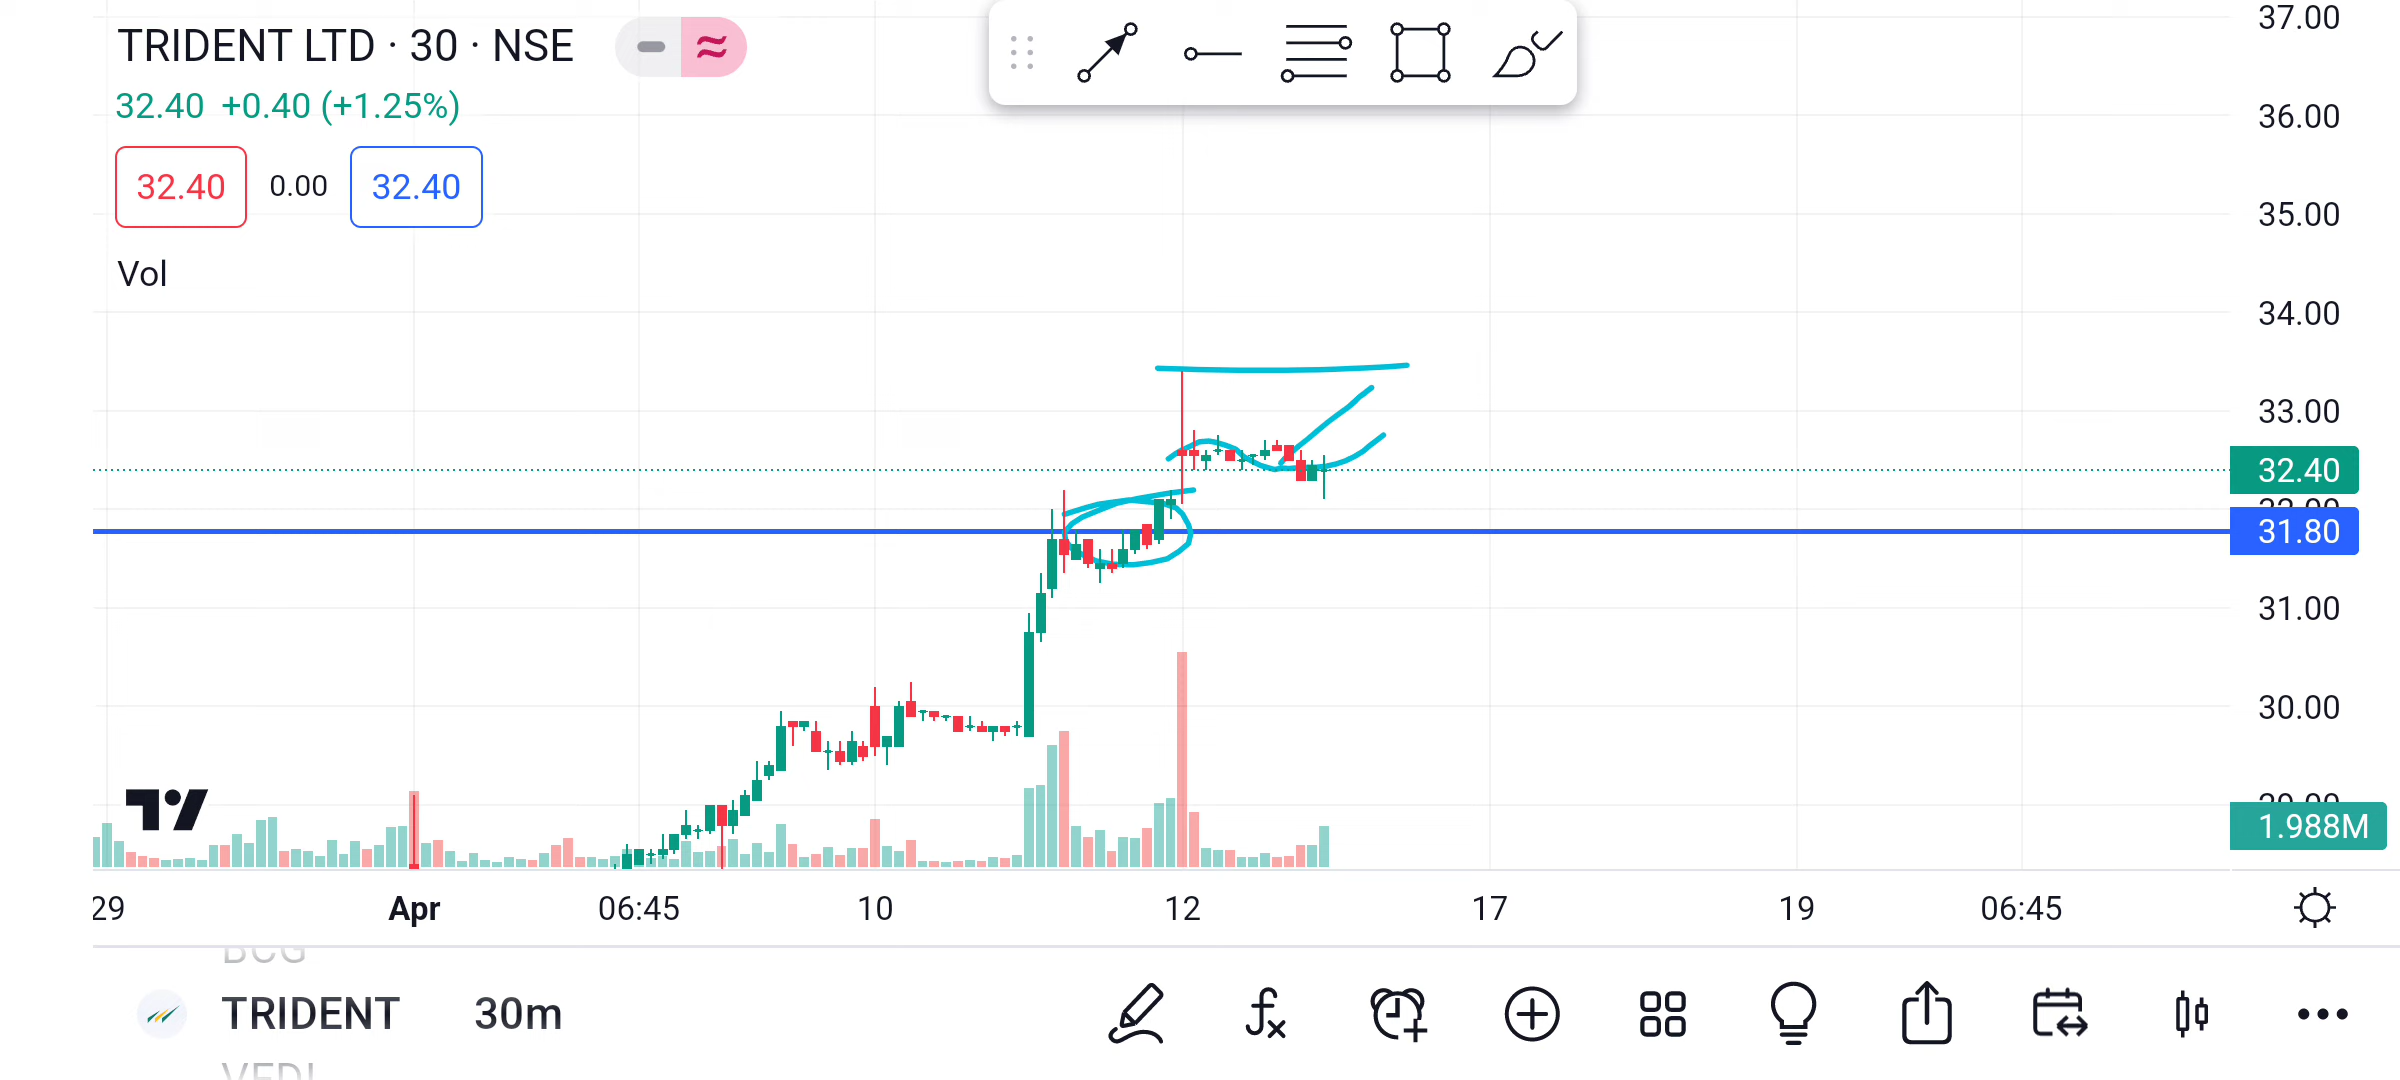 TRIDENT LTD · 30 · NSE
32.40 +0.40 (+1.25%)
32.40 0.00 32.40
Vol
37.00
36.00
35.00
34.00
33.00
32.40
31.80
31.00
30.00
1.988M
29 Apr 06:45 10 12 17 19 06:45
BCG
TRIDENT 30m